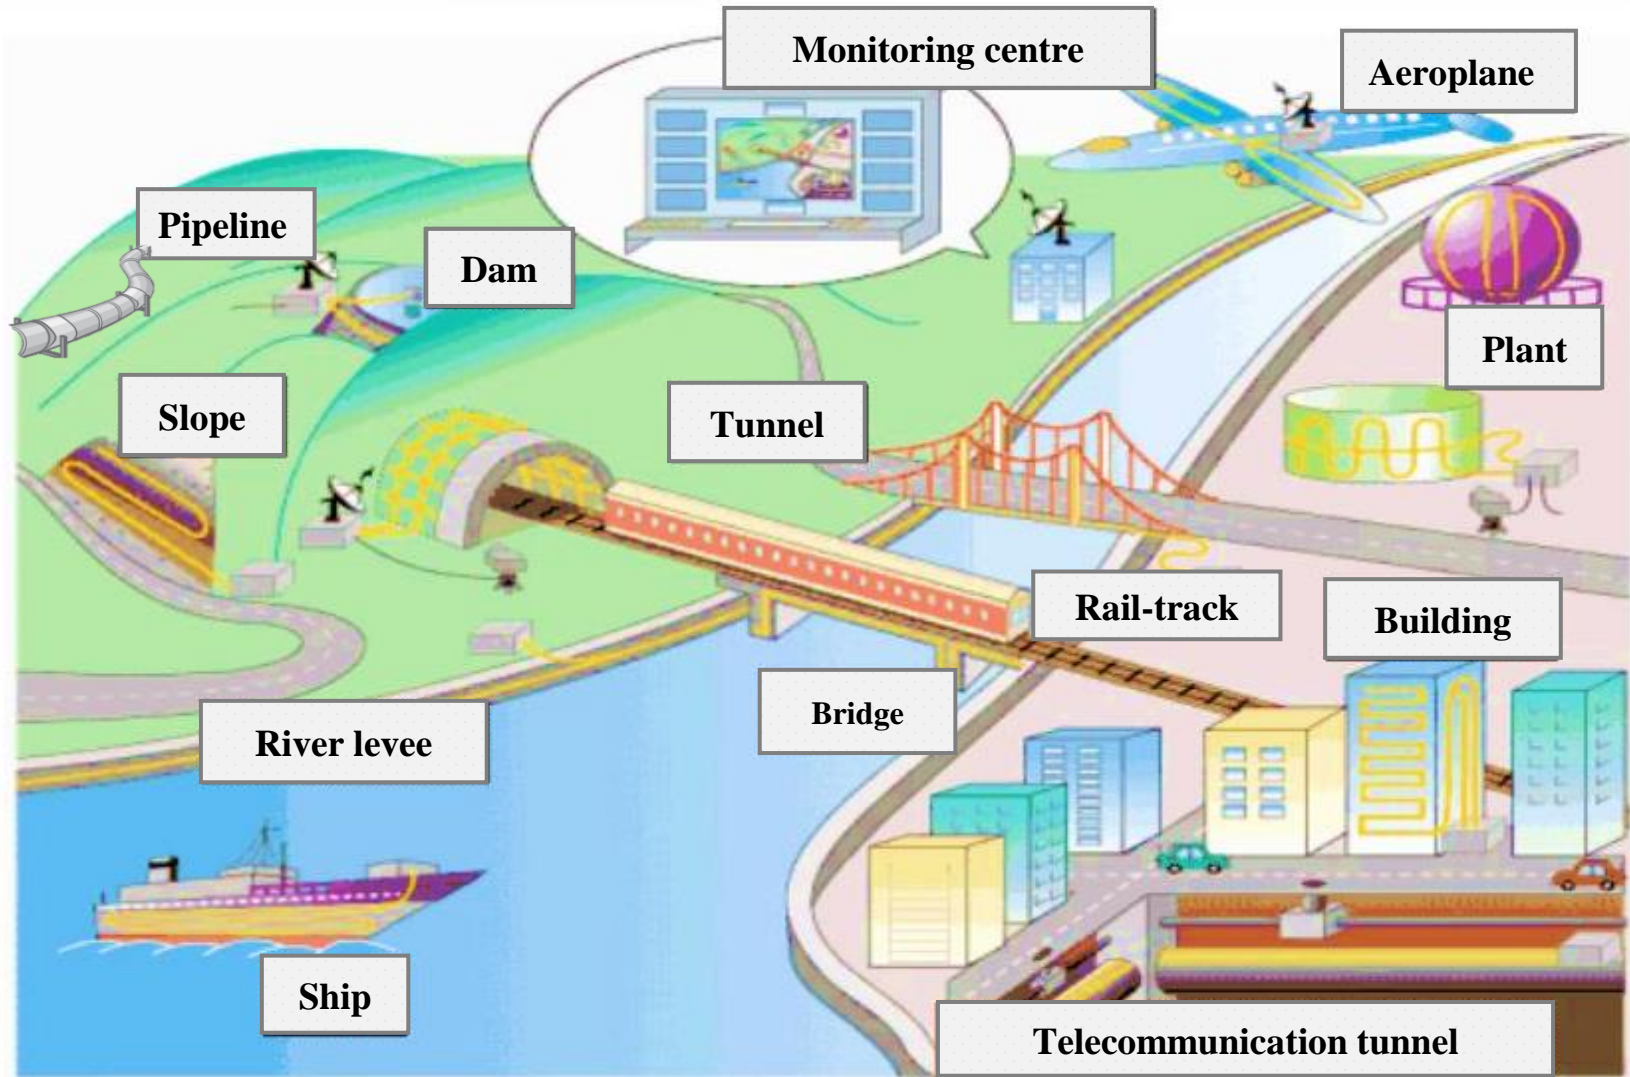 Monitoring centre
Aeroplane
Pipeline
Dam
Plant
Slope
Tunnel
Rail-track
Building
Bridge
River levee
Ship
Telecommunication tunnel